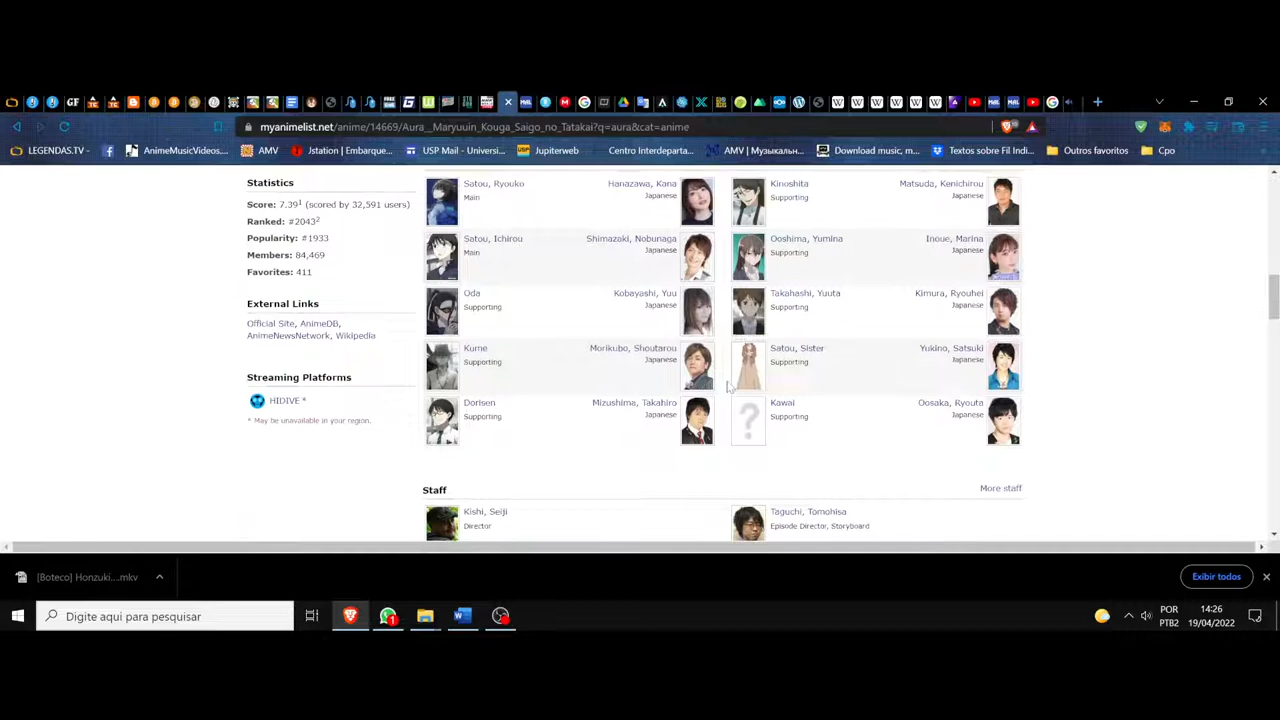 myanimelist.net/anime/14669/Aura__Maryuuin_Kouga_Saigo_no_Tatakai?q=aura&cat=anime
LEGENDAS.TV - AnimeMusicVideos... AMV Jstation | Embarque... USP Mail - Universi... Jupiterweb Centro Interdeparta... AMV | Музыкальн... Download music, m... Textos sobre Fil Indi... Outros favoritos Cpo
Statistics
Score: 7.39¹ (scored by 32,591 users)
Ranked: #2043²
Popularity: #1933
Members: 84,469
Favorites: 411
External Links
Official Site, AnimeDB,
AnimeNewsNetwork, Wikipedia
Streaming Platforms
HIDIVE *
* May be unavailable in your region.
Satou, Ryouko Hanazawa, Kana Kinoshita Matsuda, Kenichirou
Main Japanese Supporting Japanese
Satou, Ichirou Shimazaki, Nobunaga Ooshima, Yumina Inoue, Marina
Main Japanese Supporting Japanese
Oda Kobayashi, Yuu Takahashi, Yuuta Kimura, Ryouhei
Supporting Japanese Supporting Japanese
Kume Morikubo, Shoutarou Satou, Sister Yukino, Satsuki
Supporting Japanese Supporting Japanese
Dorisen Mizushima, Takahiro Kawai Oosaka, Ryouta
Supporting Japanese Supporting Japanese
Staff More staff
Kishi, Seiji Taguchi, Tomohisa
Director Episode Director, Storyboard
[Boteco] Honzuki....mkv Exibir todos
Digite aqui para pesquisar
POR 14:26
PTB2 19/04/2022